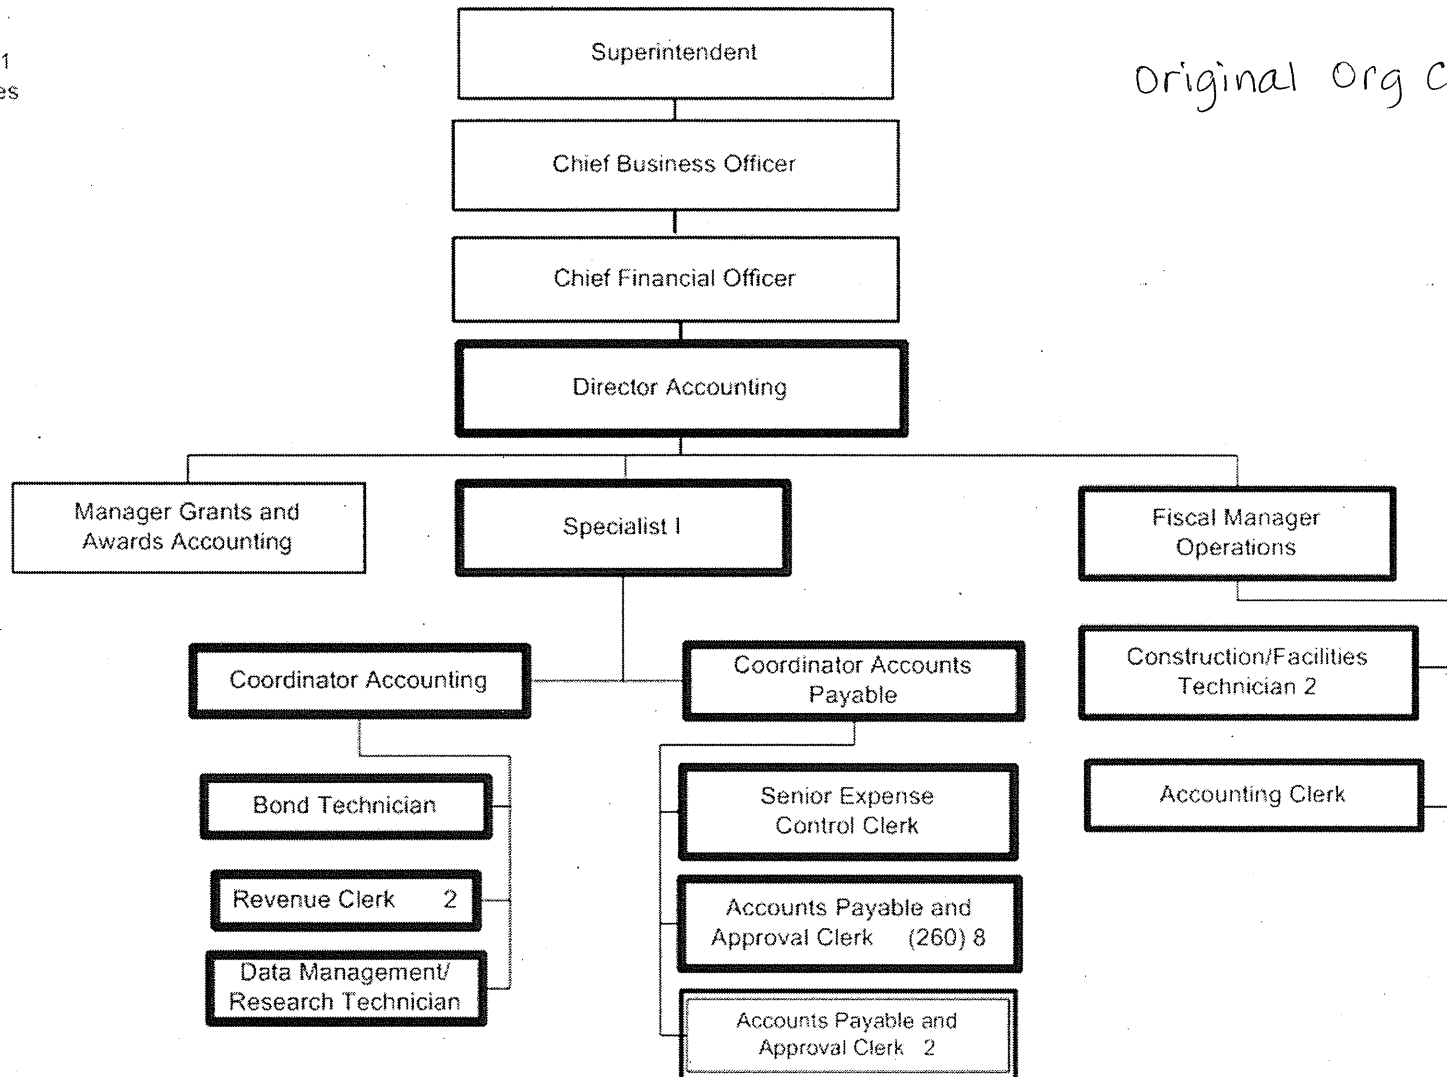 1
es
Original Org C
Superintendent
Chief Business Officer
Chief Financial Officer
Director Accounting
Manager Grants and
Awards Accounting
Specialist I
Fiscal Manager
Operations
Coordinator Accounting
Coordinator Accounts
Payable
Construction/Facilities
Technician 2
Bond Technician
Senior Expense
Control Clerk
Accounting Clerk
Revenue Clerk 2
Accounts Payable and
Approval Clerk (260) 8
Data Management/
Research Technician
Accounts Payable and
Approval Clerk 2